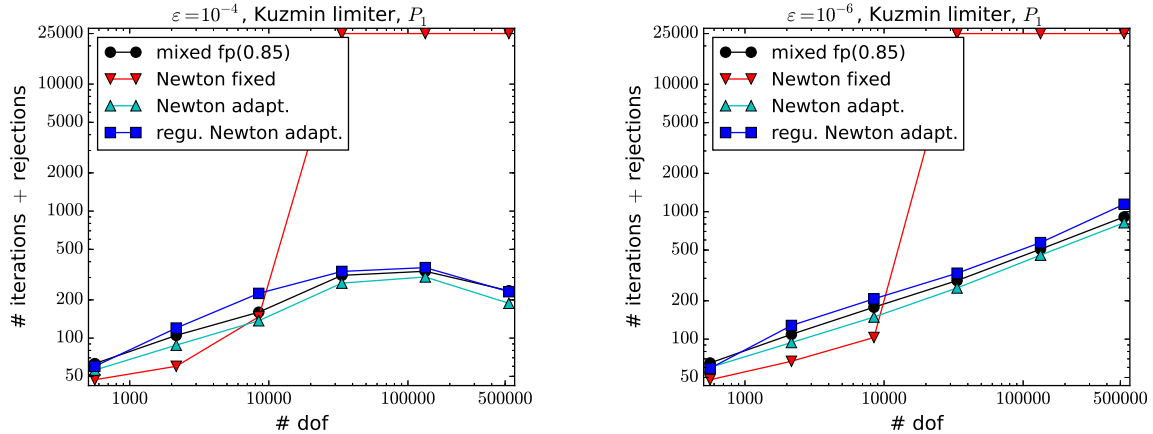 ε=10⁻⁴, Kuzmin limiter, P₁
25000
10000
5000
2000
1000
500
200
100
50
# iterations + rejections
mixed fp(0.85)
Newton fixed
Newton adapt.
regu. Newton adapt.
1000 10000 100000 500000
# dof
ε=10⁻⁶, Kuzmin limiter, P₁
25000
10000
5000
2000
1000
500
200
100
50
# iterations + rejections
mixed fp(0.85)
Newton fixed
Newton adapt.
regu. Newton adapt.
1000 10000 100000 500000
# dof